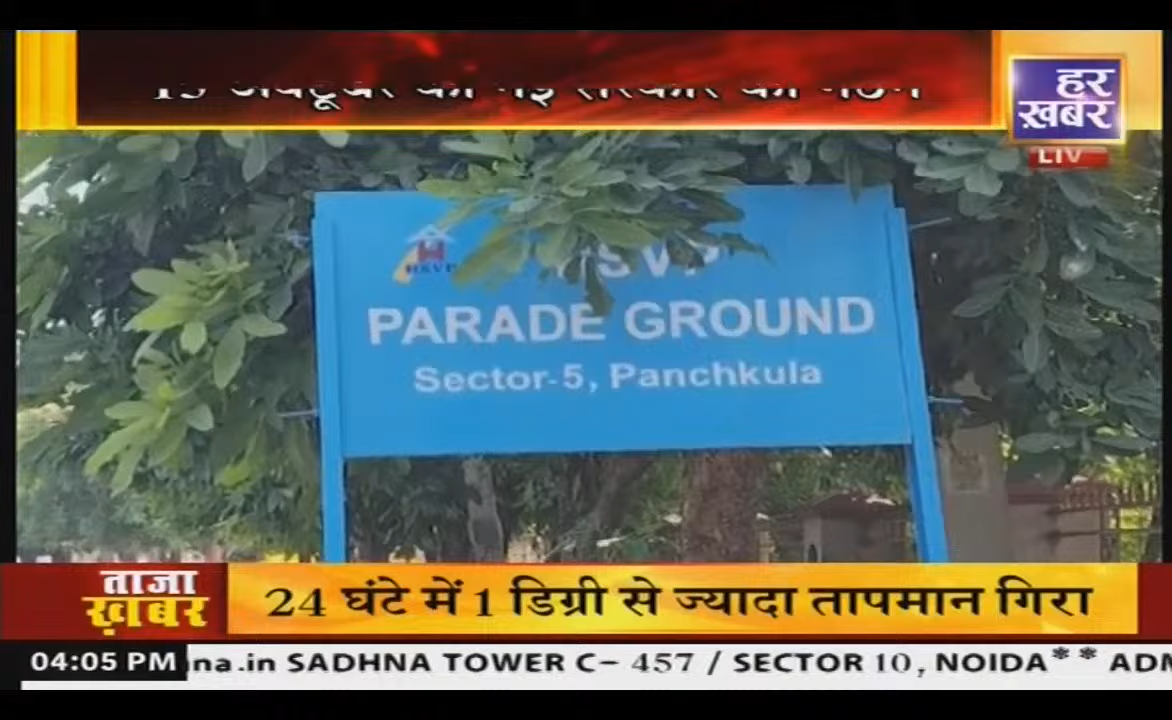 हर
ख़बर
LIV
HSVP
PARADE GROUND
Sector-5, Panchkula
ताजा
ख़बर
24 घंटे में 1 डिग्री से ज्यादा तापमान गिरा
04:05 PM
na.in SADHNA TOWER C- 457 / SECTOR 10, NOIDA** ADM